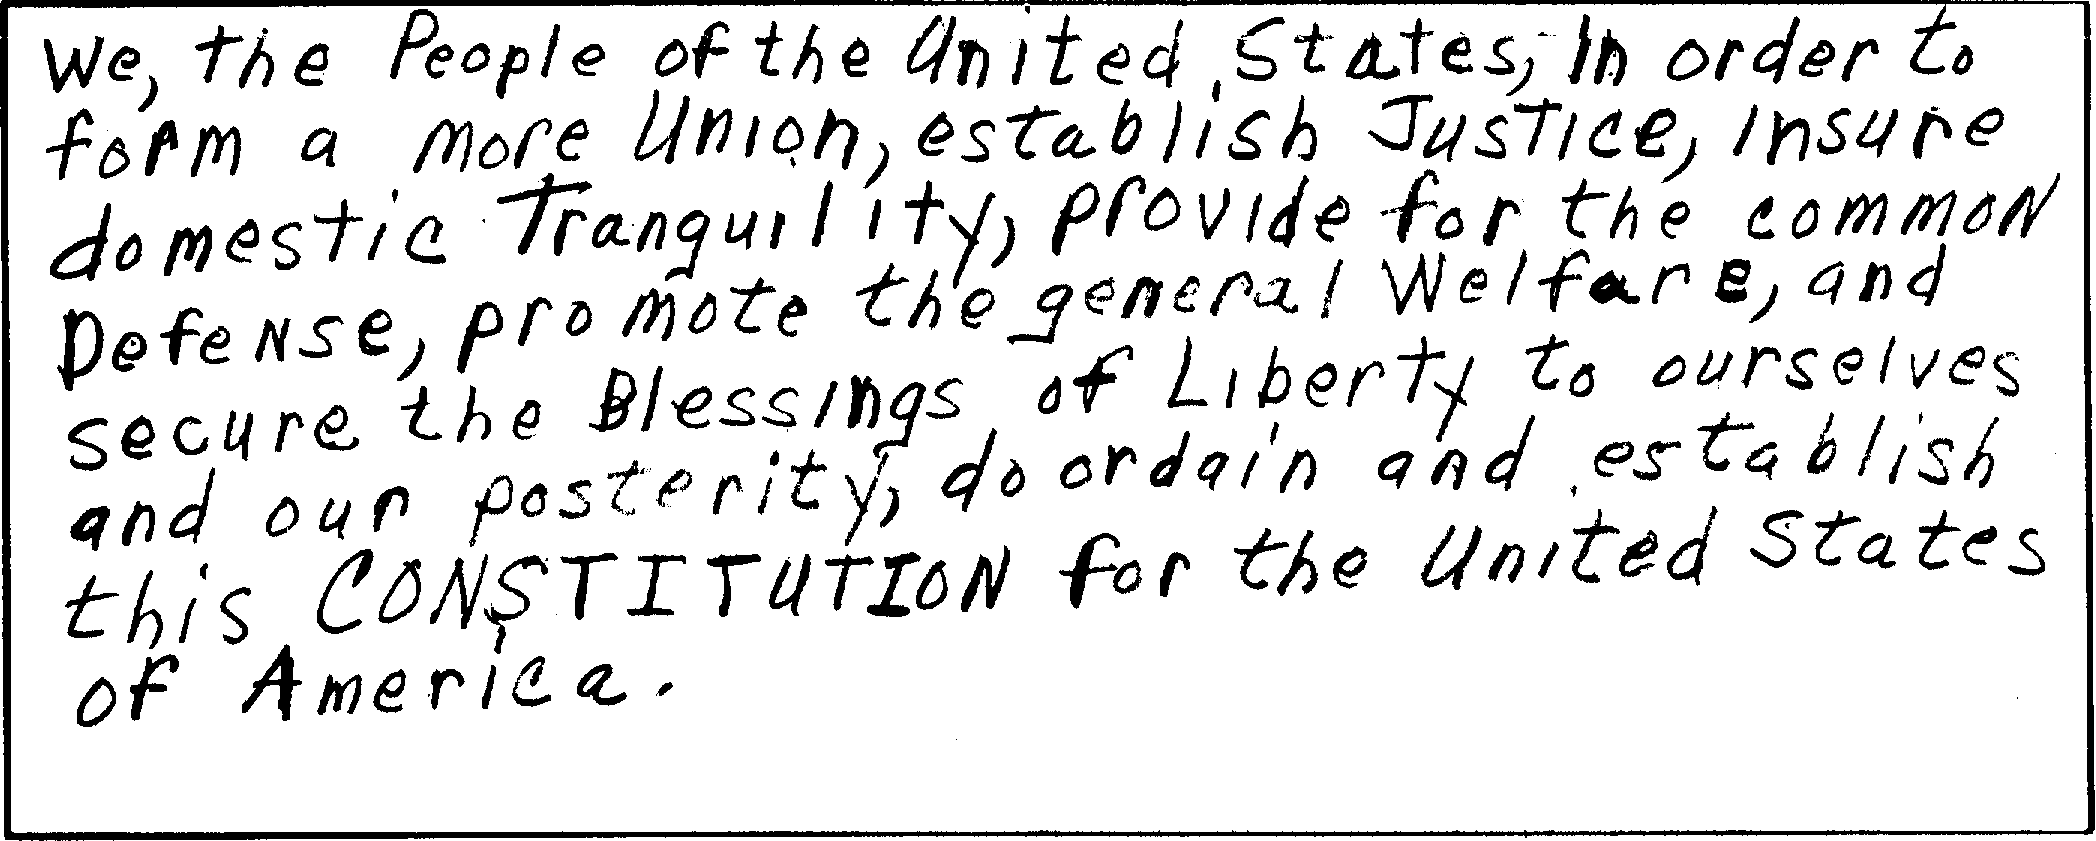 We, the People of the United States, In order to
form a more Union, establish Justice, insure
domestic Tranquility, provide for the common
Defense, promote the general Welfare, and
secure the Blessings of Liberty to ourselves
and our posterity, do ordain and establish
this CONSTITUTION for the United States
of America.